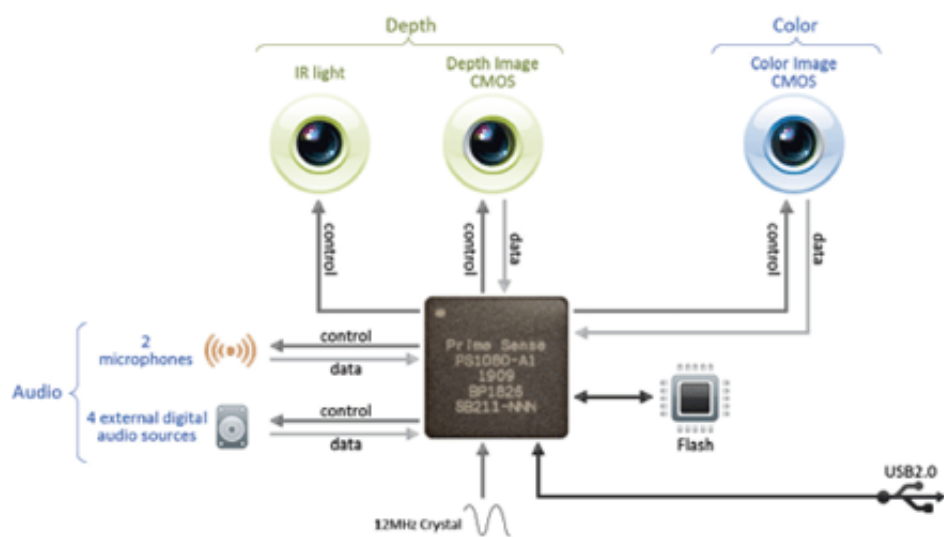 Depth
Color
IR light
Depth Image
CMOS
Color Image
CMOS
control
control
data
control
data
Audio
2
microphones
control
data
4 external digital
audio sources
control
data
Prime Sense
PS1080-A1
1909
BP1826
SB211-NNN
Flash
USB2.0
12MHz Crystal